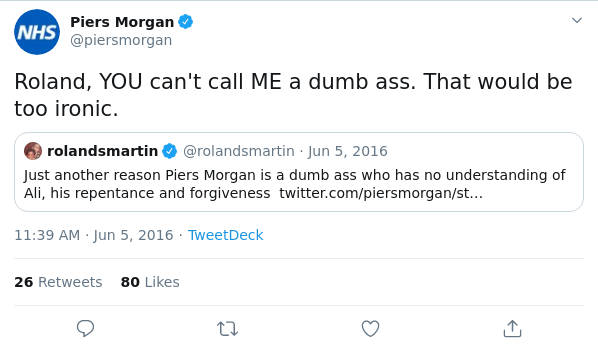 NHS
Piers Morgan
@piersmorgan
Roland, YOU can't call ME a dumb ass. That would be
too ironic.
rolandsmartin @rolandsmartin · Jun 5, 2016
Just another reason Piers Morgan is a dumb ass who has no understanding of
Ali, his repentance and forgiveness twitter.com/piersmorgan/st…
11:39 AM · Jun 5, 2016 · TweetDeck
26 Retweets 80 Likes